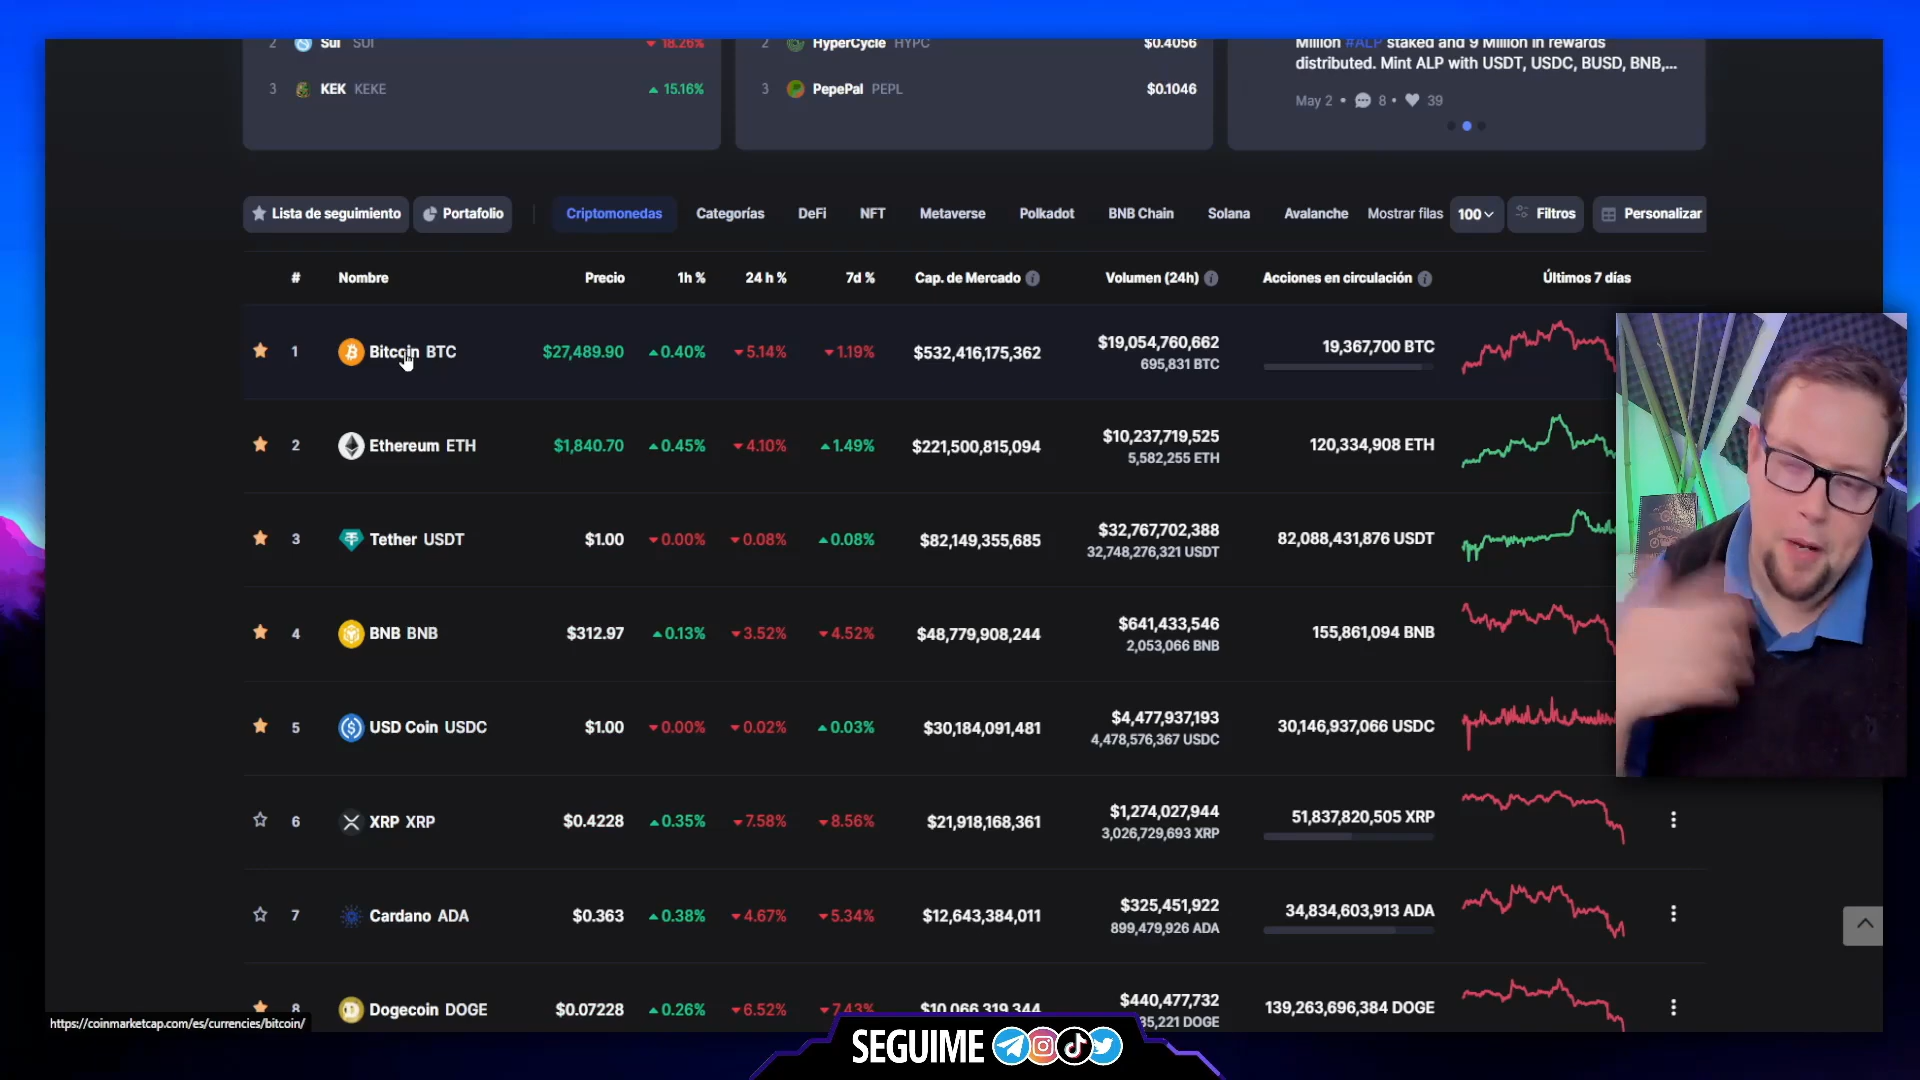 2 Sui SUI 18.26%
3 KEK KEKE 15.16%
2 HyperCycle HYPC $0.4056
3 PepePal PEPL $0.1046
Million #ALP staked and 9 Million in rewards
distributed. Mint ALP with USDT, USDC, BUSD, BNB,...
May 2 • 8 • 39
Lista de seguimiento Portafolio Criptomonedas Categorías DeFi NFT Metaverse Polkadot BNB Chain Solana Avalanche Mostrar filas 100 Filtros Personalizar
# Nombre Precio 1h % 24 h % 7d % Cap. de Mercado Volumen (24h) Acciones en circulación Últimos 7 días
1 Bitcoin BTC $27,489.90 0.40% 5.14% 1.19% $532,416,175,362 $19,054,760,662 19,367,700 BTC
695,831 BTC
2 Ethereum ETH $1,840.70 0.45% 4.10% 1.49% $221,500,815,094 $10,237,719,525 120,334,908 ETH
5,582,255 ETH
3 Tether USDT $1.00 0.00% 0.08% 0.08% $82,149,355,685 $32,767,702,388 82,088,431,876 USDT
32,748,276,321 USDT
4 BNB BNB $312.97 0.13% 3.52% 4.52% $48,779,908,244 $641,433,546 155,861,094 BNB
2,053,066 BNB
5 USD Coin USDC $1.00 0.00% 0.02% 0.03% $30,184,091,481 $4,477,937,193 30,146,937,066 USDC
4,478,576,367 USDC
6 XRP XRP $0.4228 0.35% 7.58% 8.56% $21,918,168,361 $1,274,027,944 51,837,820,505 XRP
3,026,729,693 XRP
7 Cardano ADA $0.363 0.38% 4.67% 5.34% $12,643,384,011 $325,451,922 34,834,603,913 ADA
899,479,926 ADA
8 Dogecoin DOGE $0.07228 0.26% 6.52% 7.43% $10,066,319,344 $440,477,732 139,263,696,384 DOGE
35,221 DOGE
https://coinmarketcap.com/es/currencies/bitcoin/
SEGUIME